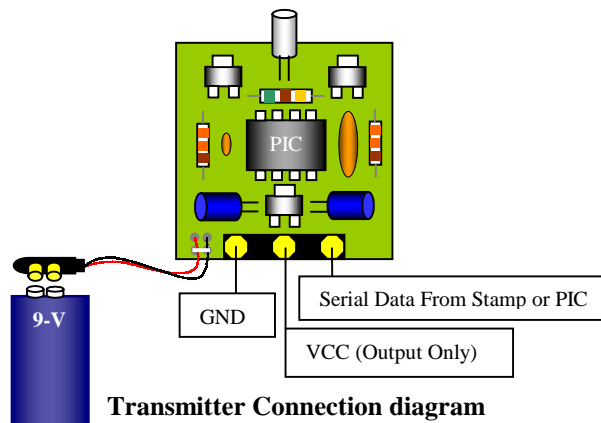 PIC
9-V
Serial Data From Stamp or PIC
GND
VCC (Output Only)
Transmitter Connection diagram